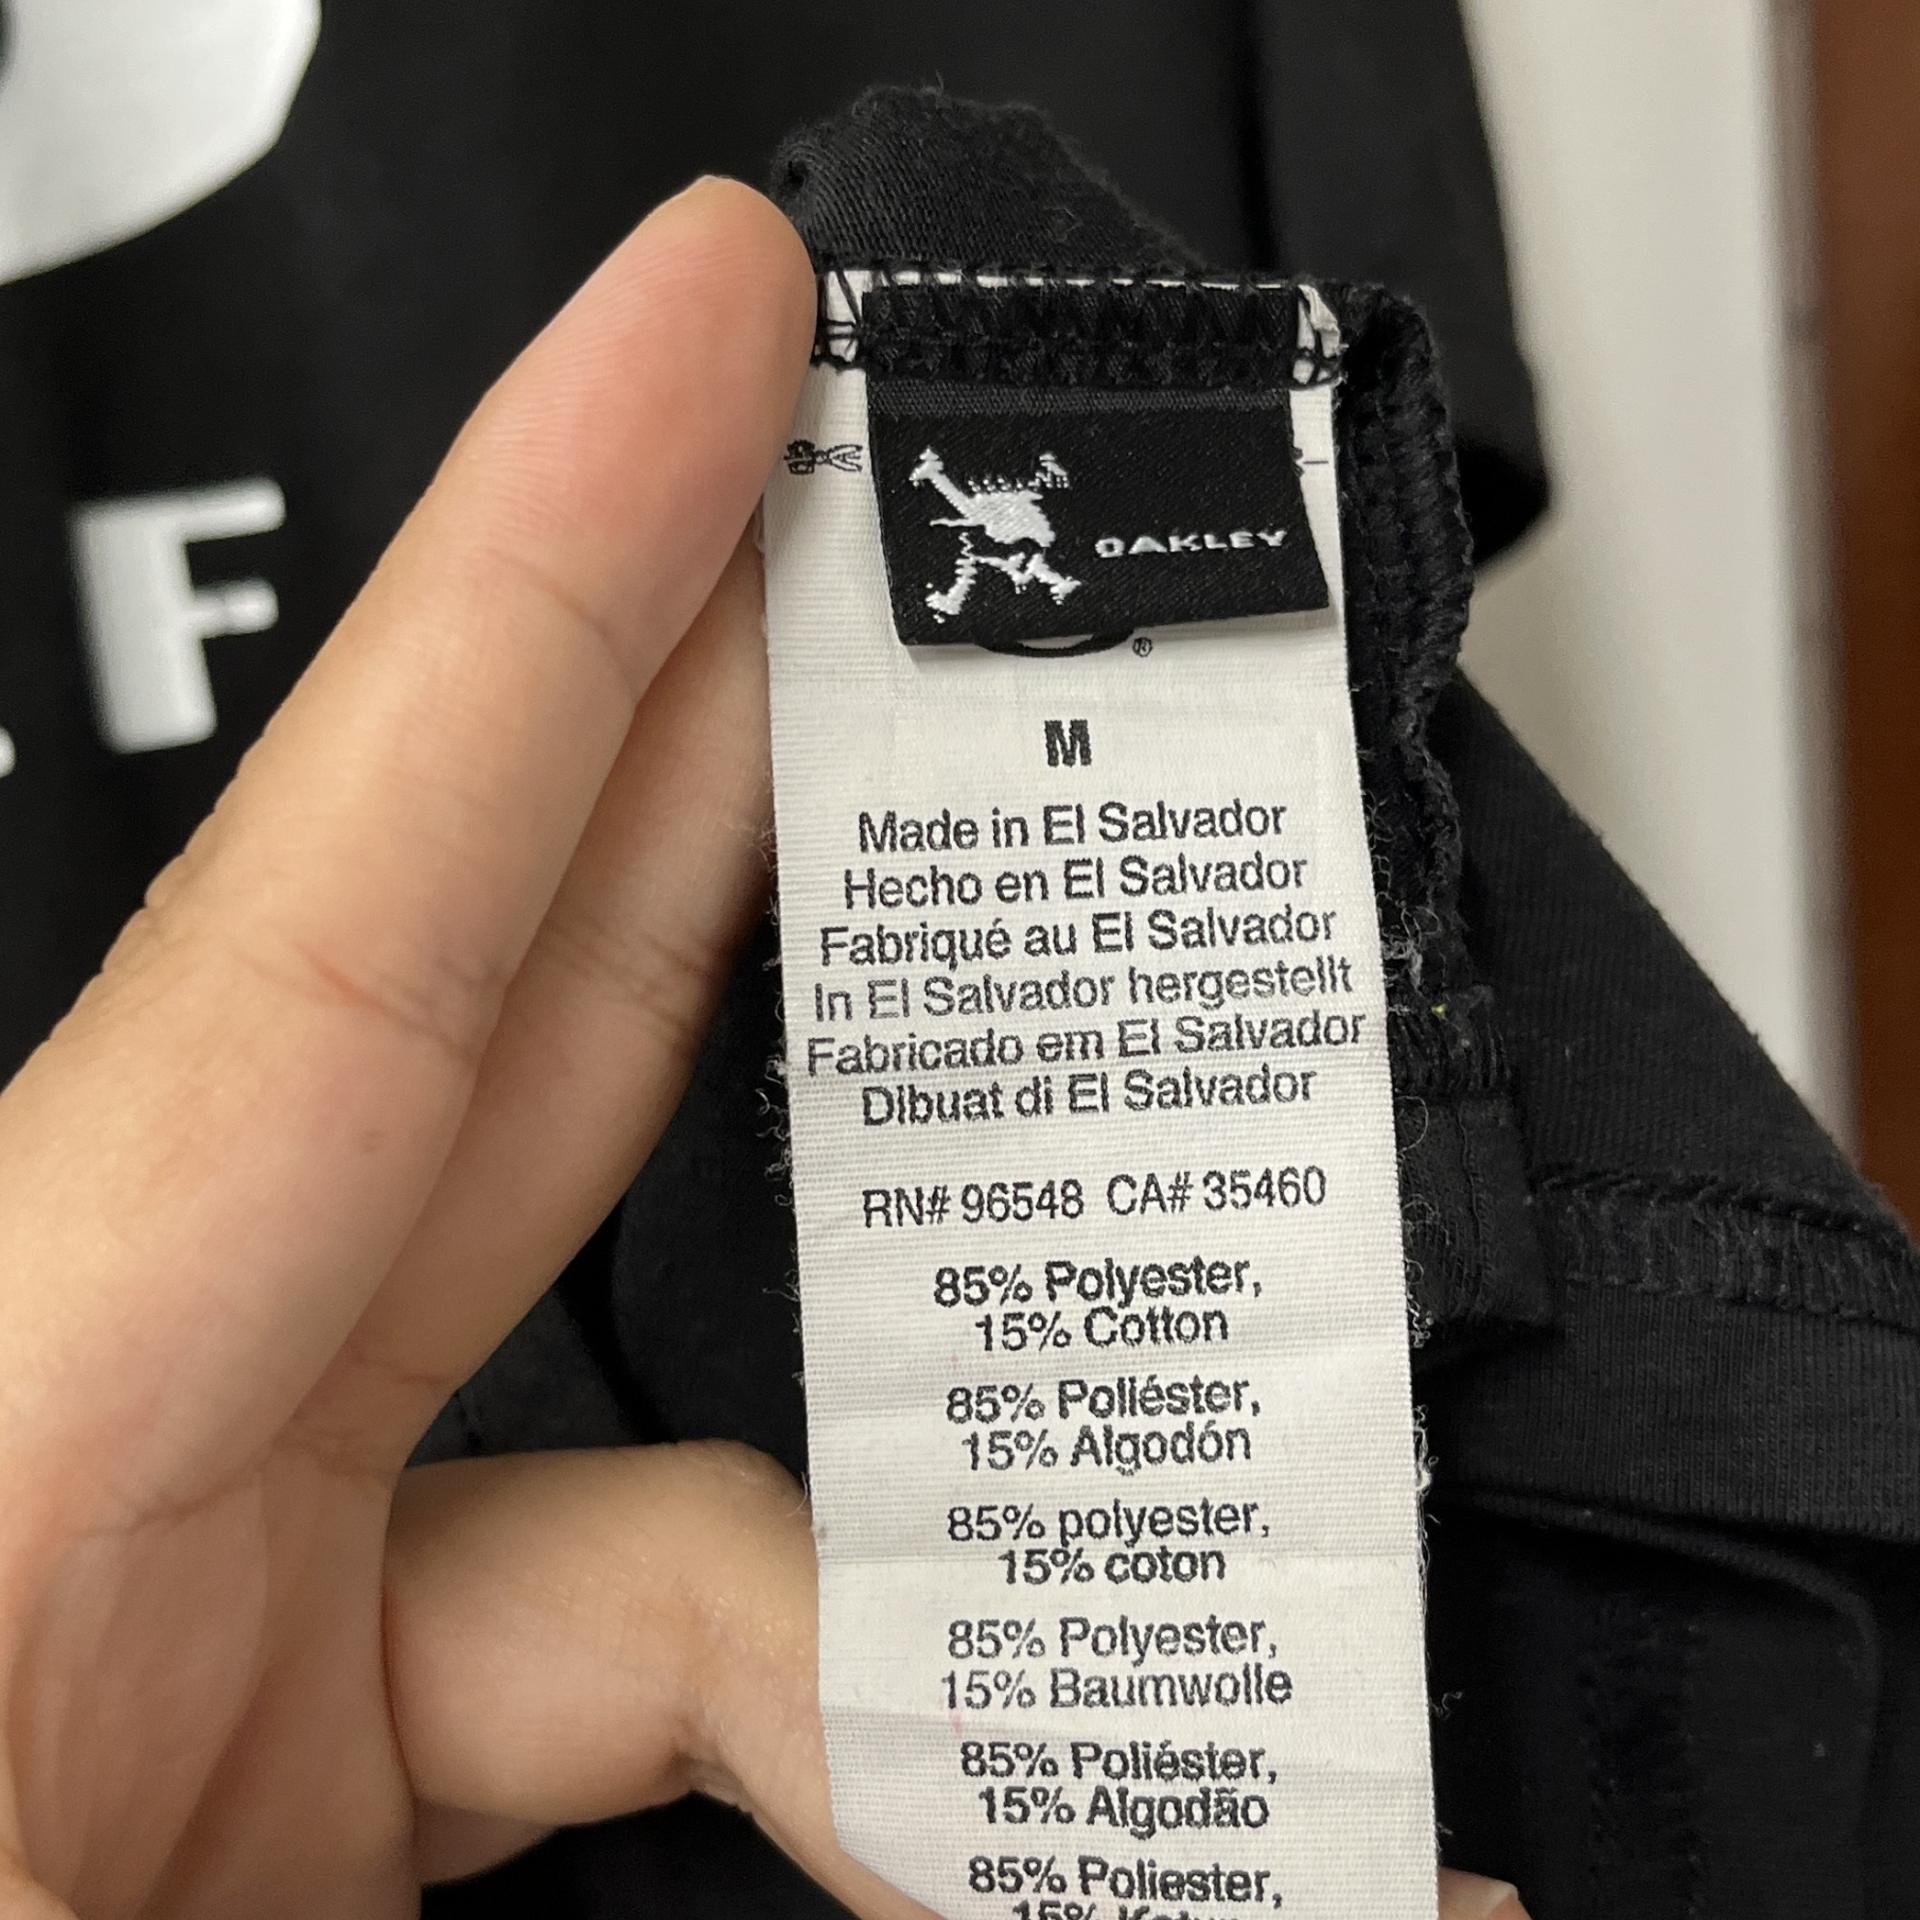 F
OAKLEY
®
M
Made in El Salvador
Hecho en El Salvador
Fabriqué au El Salvador
In El Salvador hergestellt
Fabricado em El Salvador
Dibuat di El Salvador
RN# 96548 CA# 35460
85% Polyester,
15% Cotton
85% Poliéster,
15% Algodón
85% polyester,
15% coton
85% Polyester,
15% Baumwolle
85% Poliéster,
15% Algodão
85% Poliester,
15%